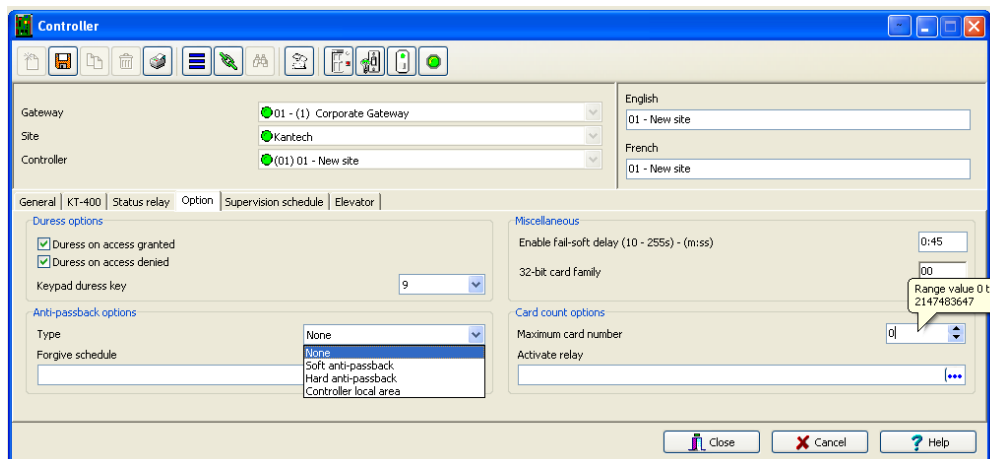 Controller
English
Gateway
01 - (1) Corporate Gateway
01 - New site
Site
Kantech
French
Controller
(01) 01 - New site
01 - New site
General KT-400 Status relay Option Supervision schedule Elevator
Duress options
Duress on access granted
Duress on access denied
Keypad duress key
9
Miscellaneous
Enable fail-soft delay (10 - 255s) - (m:ss)
0:45
32-bit card family
00
Range value 0 t
2147483647
Anti-passback options
Type
None
None
Soft anti-passback
Hard anti-passback
Controller local area
Forgive schedule
Card count options
Maximum card number
0
Activate relay
Close
Cancel
? Help